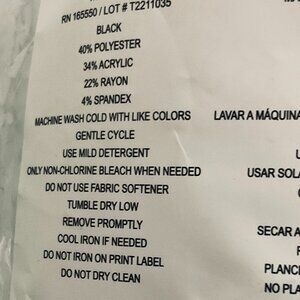 RN 165550 / LOT # T2211035
BLACK
40% POLYESTER
34% ACRYLIC
22% RAYON
4% SPANDEX
MACHINE WASH COLD WITH LIKE COLORS
GENTLE CYCLE
USE MILD DETERGENT
ONLY NON-CHLORINE BLEACH WHEN NEEDED
DO NOT USE FABRIC SOFTENER
TUMBLE DRY LOW
REMOVE PROMPTLY
COOL IRON IF NEEDED
DO NOT IRON ON PRINT LABEL
DO NOT DRY CLEAN
LAVAR A MÁQUINA
USAR
SECAR A
NO